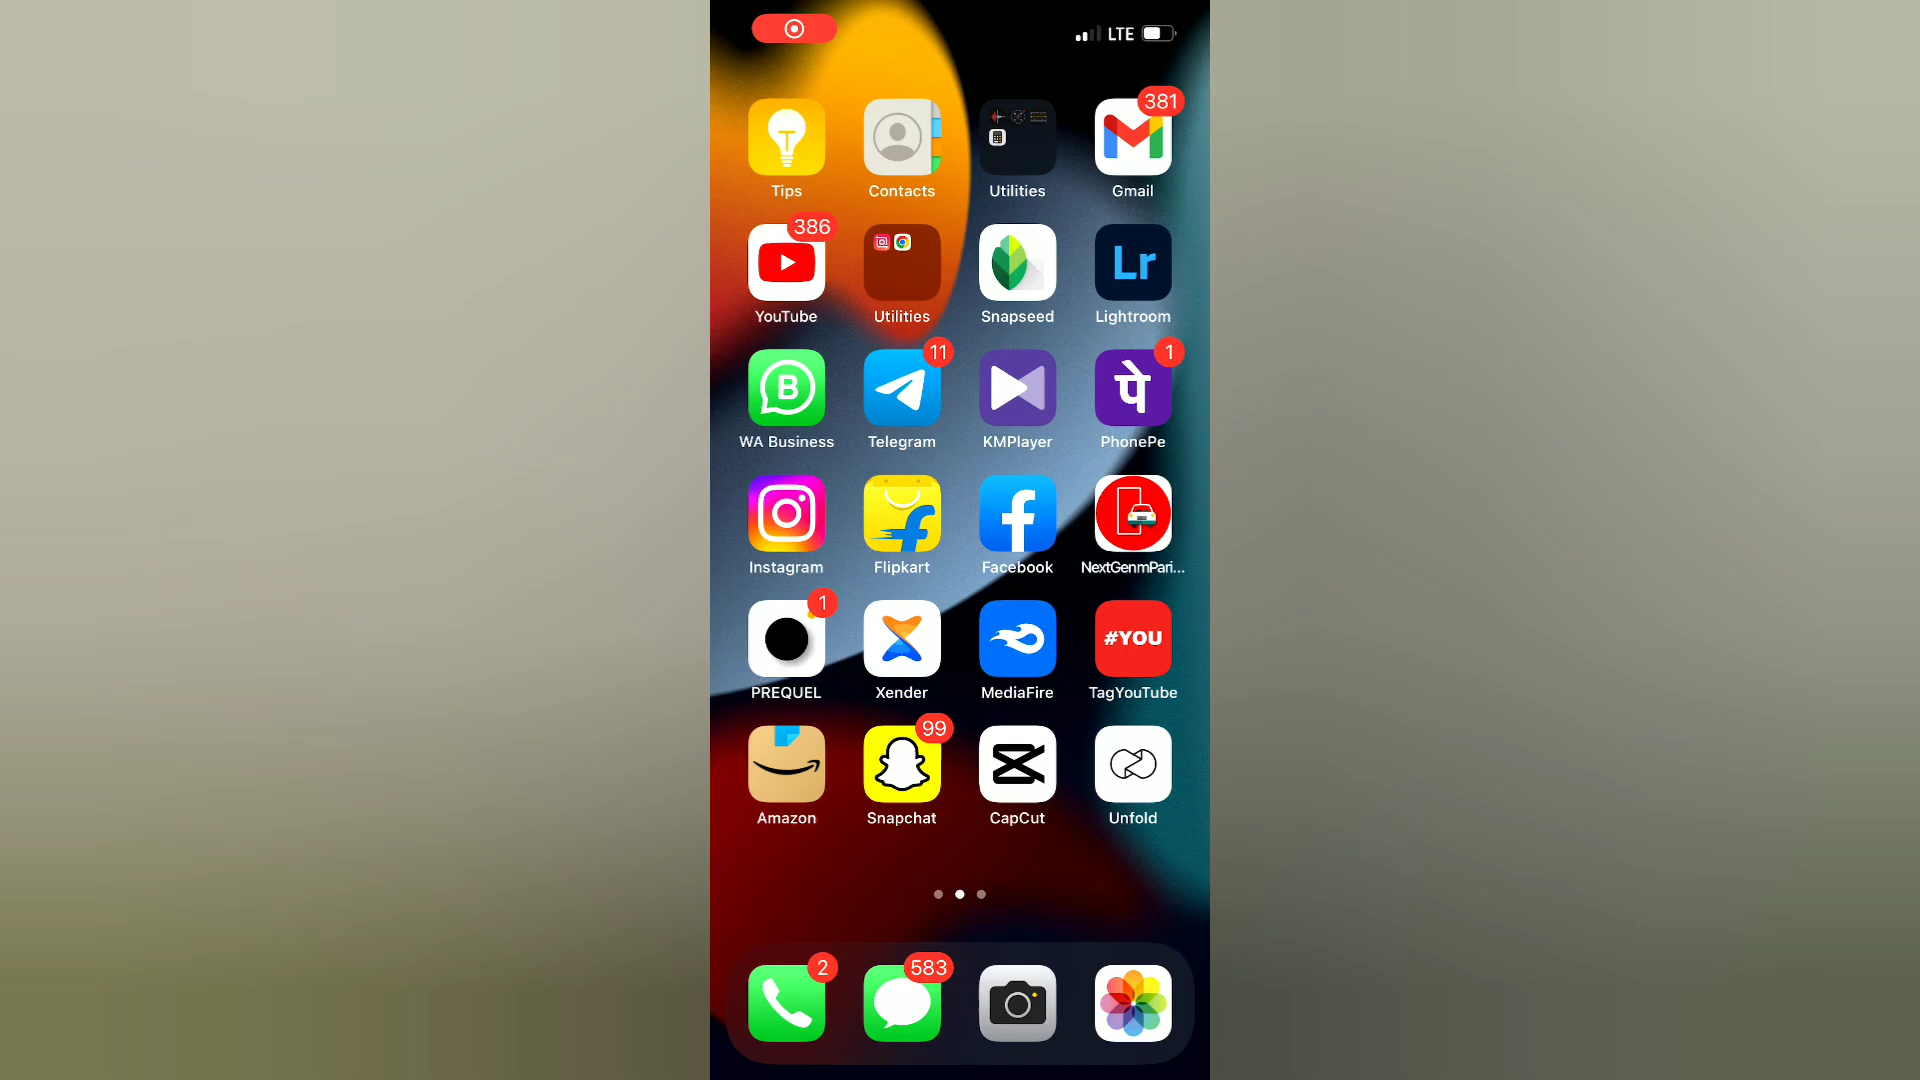 LTE
381
Tips Contacts Utilities Gmail
386
Lr
YouTube Utilities Snapseed Lightroom
11 1
B पे
WA Business Telegram KMPlayer PhonePe
Instagram Flipkart Facebook NextGenmPari...
1
#YOU
PREQUEL Xender MediaFire TagYouTube
99
Amazon Snapchat CapCut Unfold
2 583